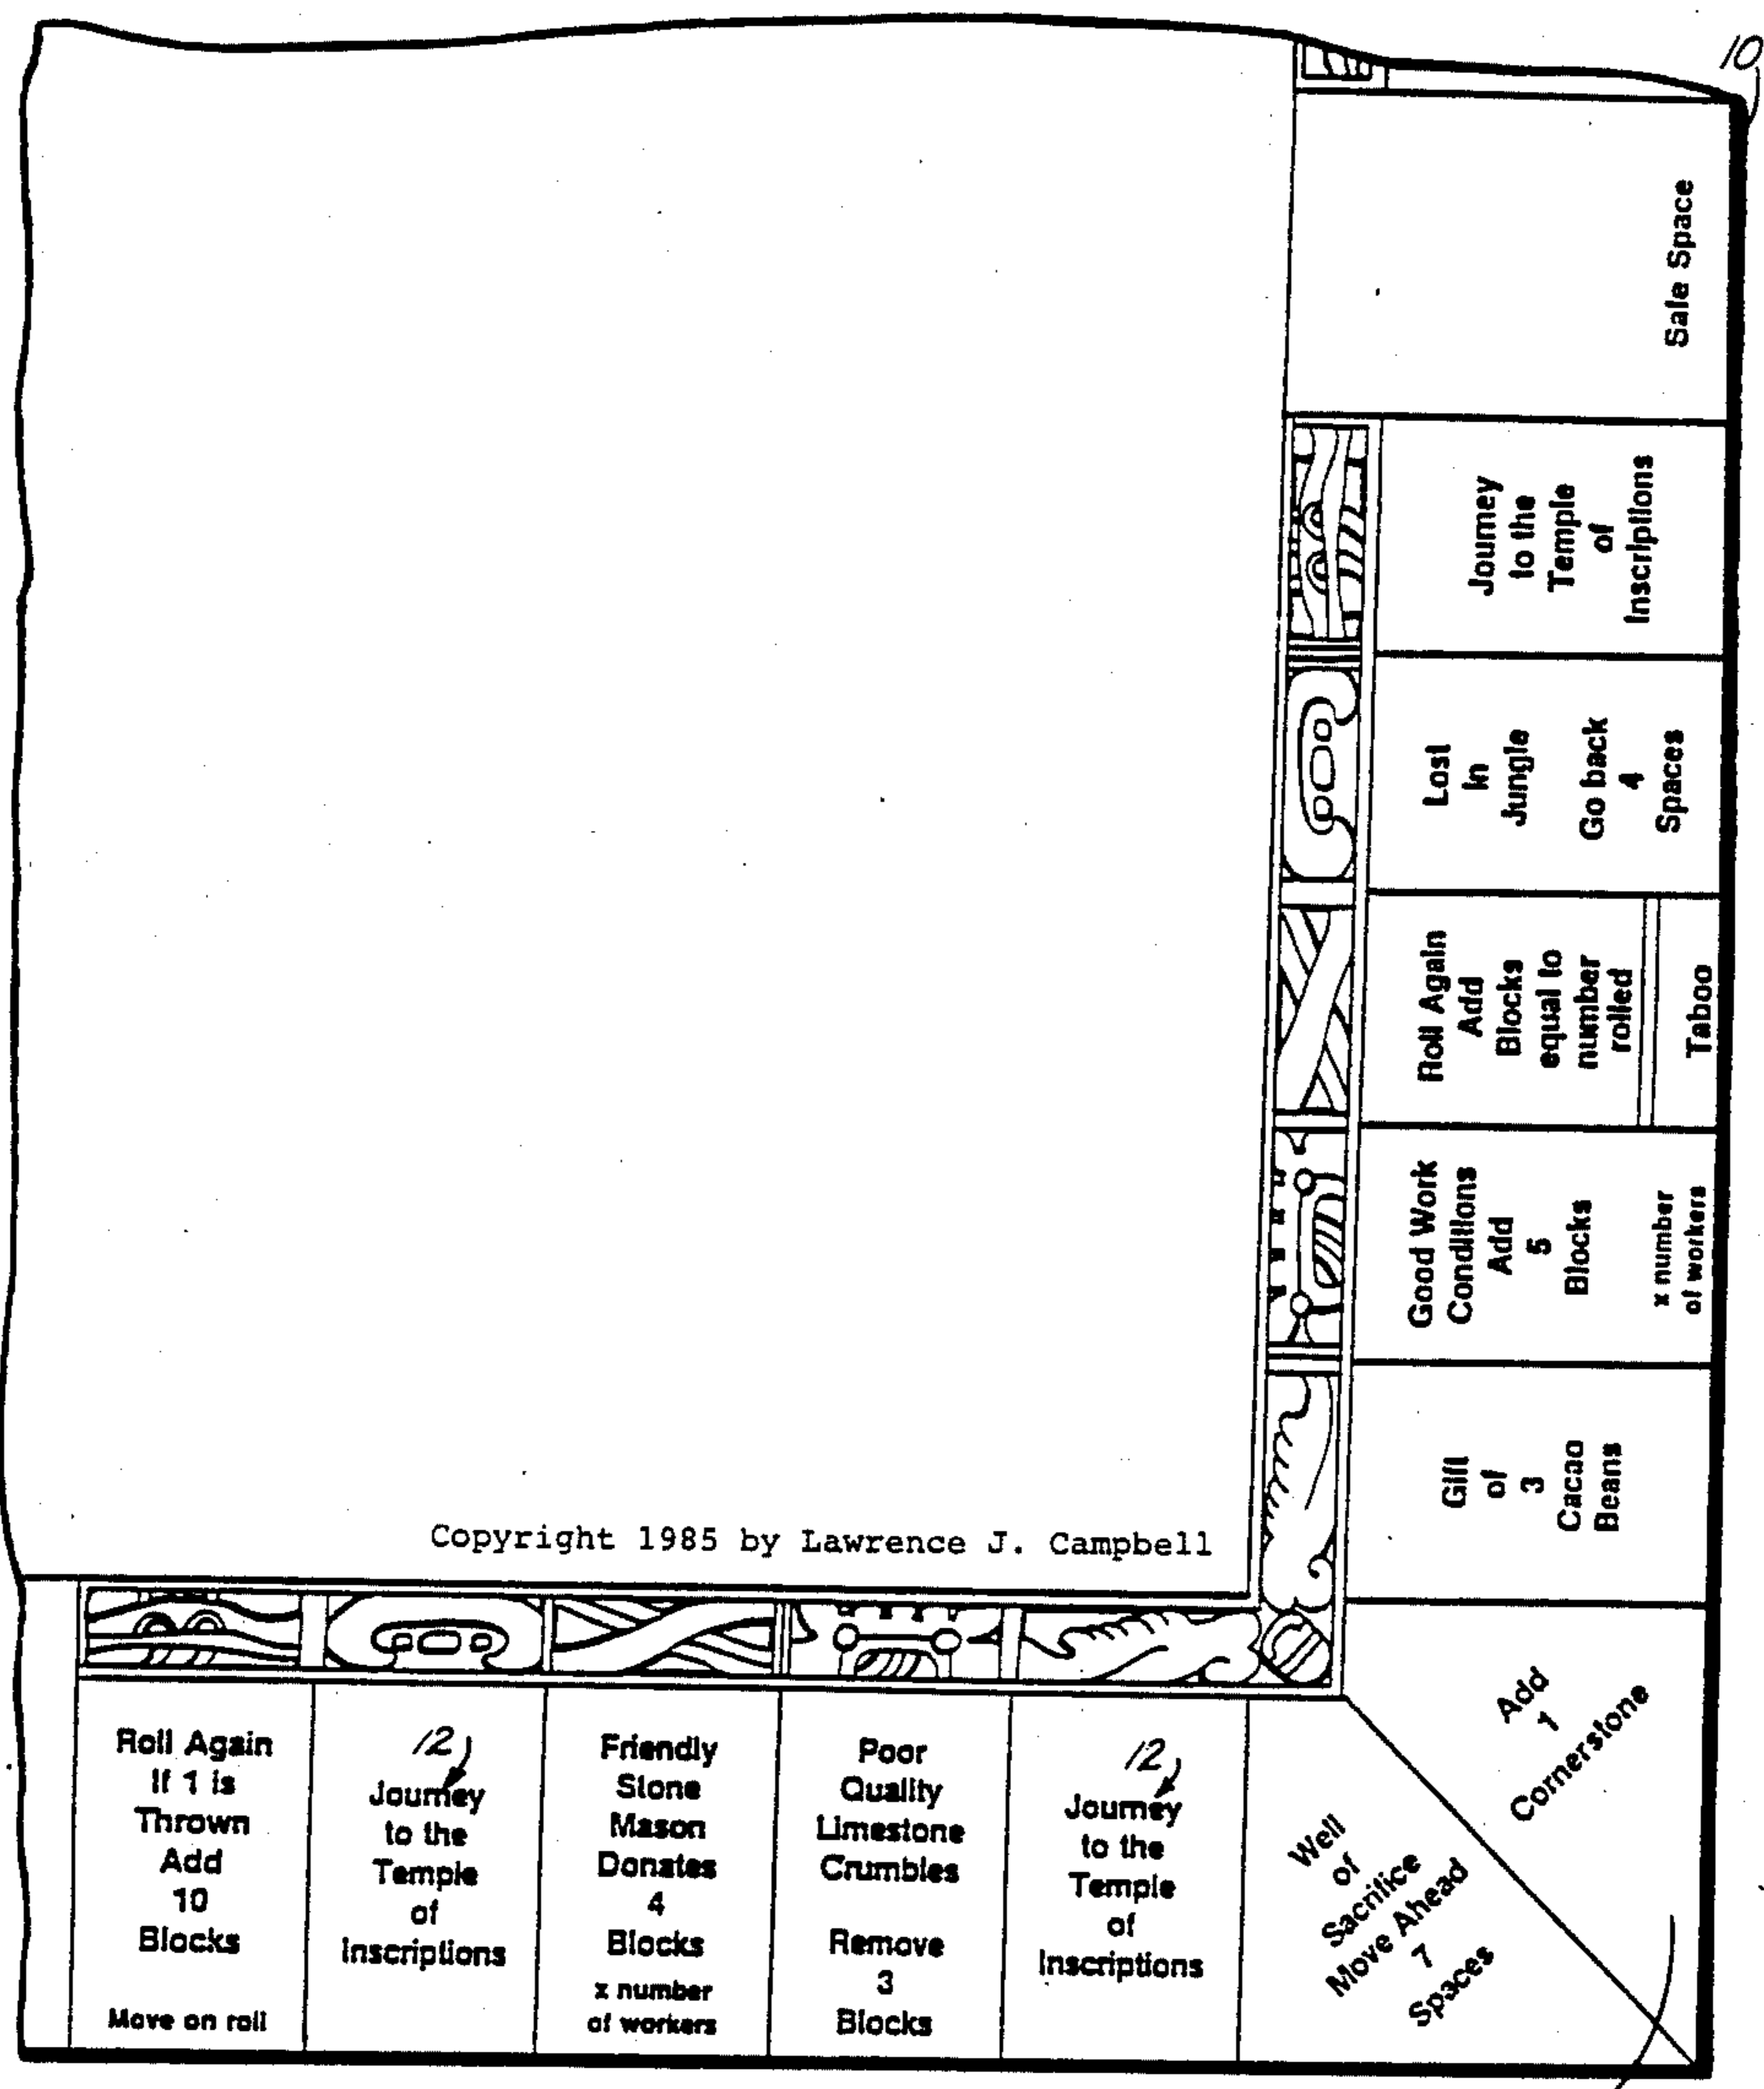 10
Sale Space
Journey
to the
Temple
of
Inscriptions
Lost
in
Jungle
Go back
4
Spaces
Roll Again
Add
Blocks
equal to
number
rolled
Taboo
Good Work
Conditions
Add
5
Blocks
x number
of workers
Gift
of
3
Cacao
Beans
Copyright 1985 by Lawrence J. Campbell
Add
1
Cornerstone
Well
of
Sacrifice
Move Ahead
7
Spaces
12
Journey
to the
Temple
of
Inscriptions
Poor
Quality
Limestone
Crumbles
Remove
3
Blocks
Friendly
Stone
Mason
Donates
4
Blocks
x number
of workers
12
Journey
to the
Temple
of
Inscriptions
Roll Again
If 1 is
Thrown
Add
10
Blocks
Move on roll